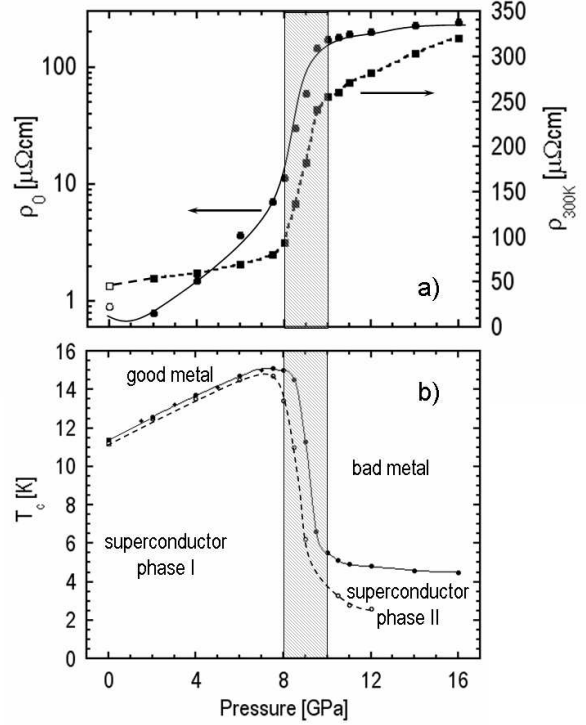 a)
ρ0 [μΩcm]
100
10
1
350
300
250
200
150
100
50
0
ρ300K [μΩcm]
b)
Tc [K]
16
14
12
10
8
6
4
2
0
good metal
bad metal
superconductor
phase I
superconductor
phase II
0 4 8 12 16
Pressure [GPa]